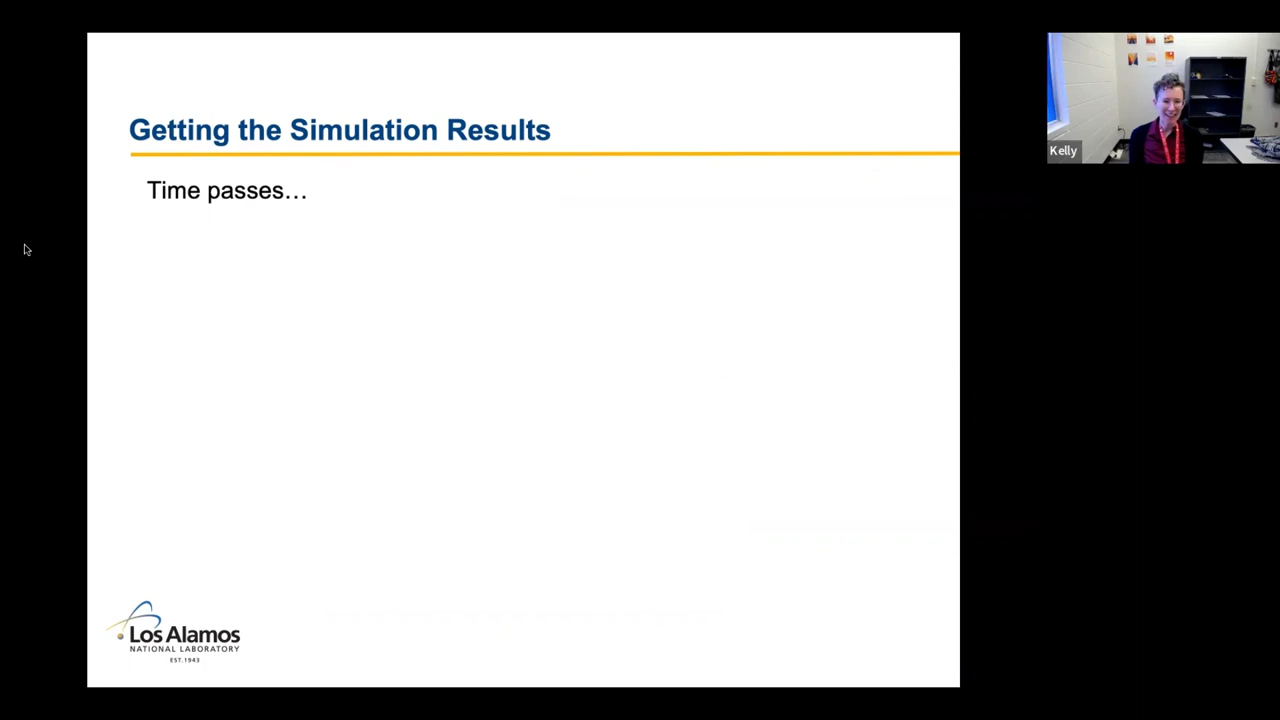 Getting the Simulation Results
Kelly
Time passes…
Los Alamos
NATIONAL LABORATORY
EST. 1943